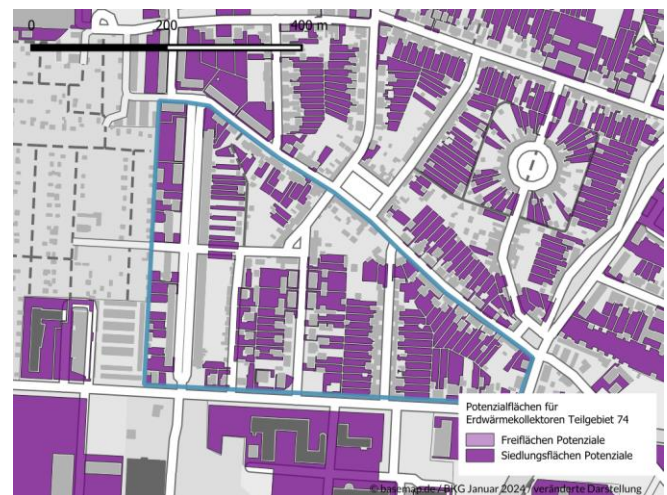 0 200 400 m
Potenzialflächen für
Erdwärmekollektoren Teilgebiet 74
Freiflächen Potenziale
Siedlungsflächen Potenziale
© basemap.de / BKG Januar 2024 / veränderte Darstellung